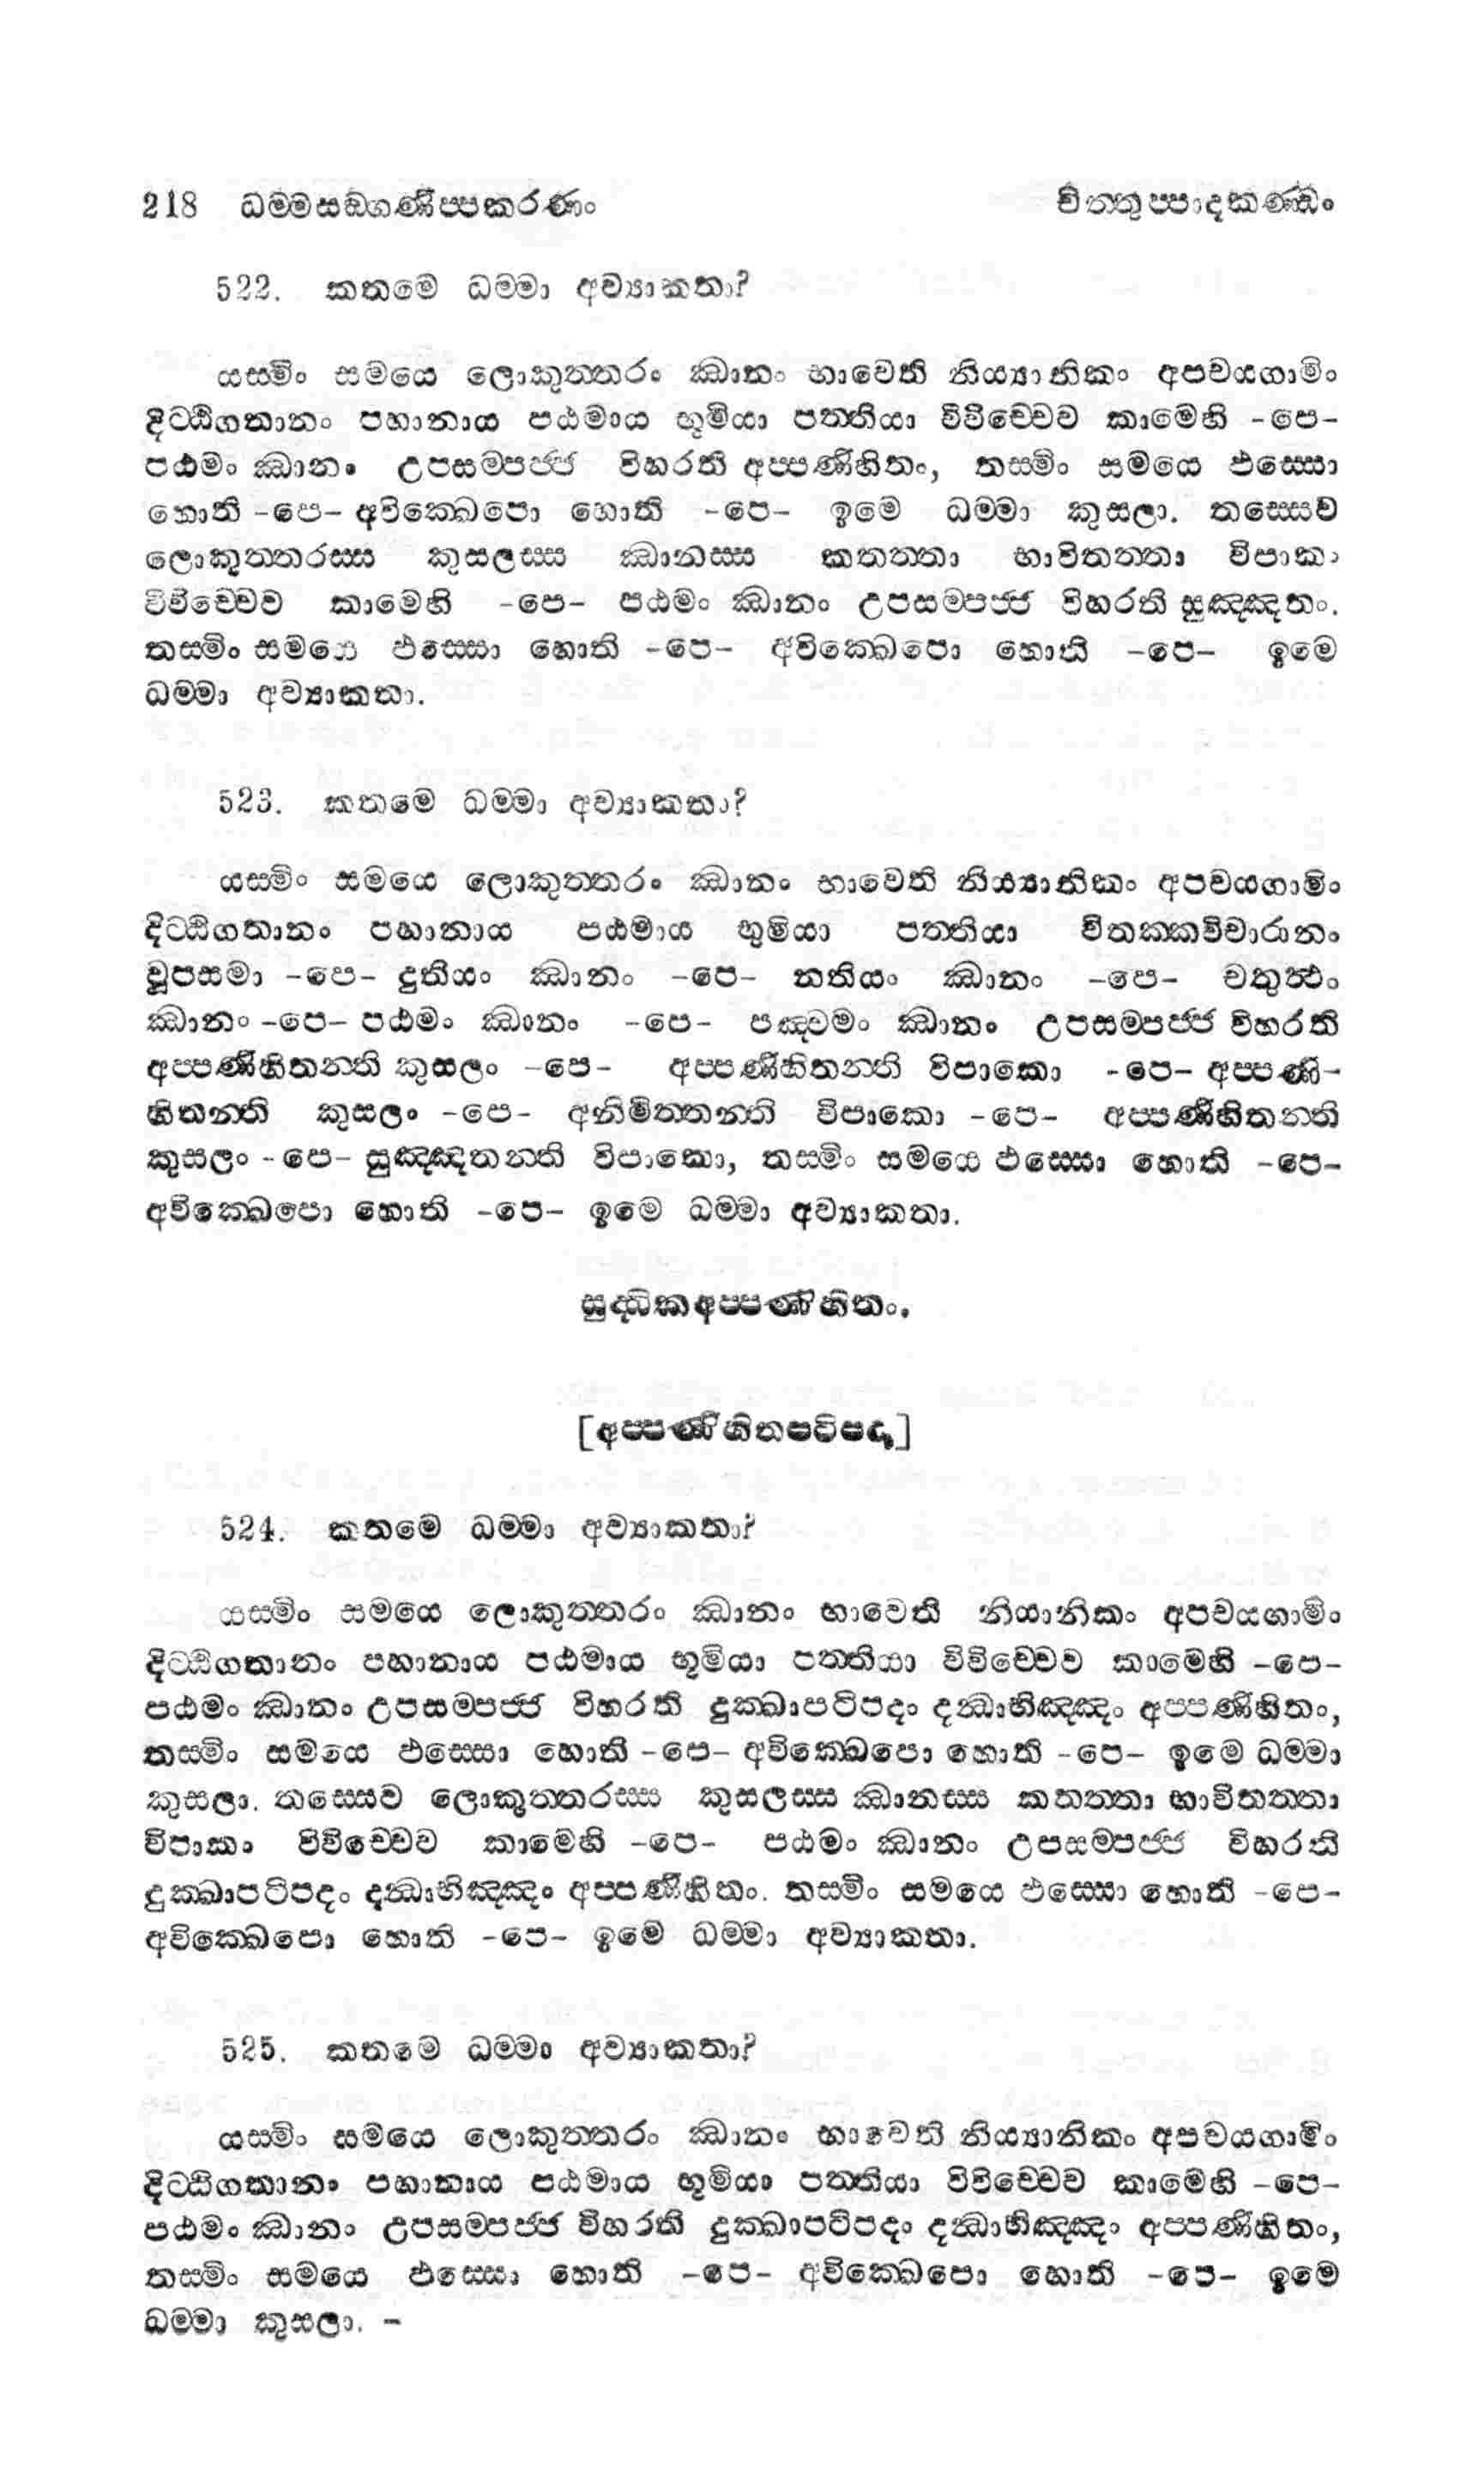 218 ධම්මසඞ්ගණිප්පකරණං චිත්තුප්පාදකණ්ඩං
522. කතමෙ ධම්මා අව්‍යාකතා?
යස්මිං සමයෙ ලොකුත්තරං ඣානං භාවෙති නිය්‍යානිකං අපචයගාමිං
දිට්ඨිගතානං පහානාය පඨමාය භූමියා පත්තියා විවිච්චෙව කාමෙහි -පෙ-
පඨමං ඣානං උපසම්පජ්ජ විහරති අප්පණිහිතං, තස්මිං සමයෙ ඵස්සො
හොති -පෙ- අවික්ඛෙපො හොති -පෙ- ඉමෙ ධම්මා කුසලා. තස්සෙව
ලොකුත්තරස්ස කුසලස්ස ඣානස්ස කතත්තා භාවිතත්තා විපාකං
විවිච්චෙව කාමෙහි -පෙ- පඨමං ඣානං උපසම්පජ්ජ විහරති සුඤ්ඤතං.
තස්මිං සමයෙ ඵස්සො හොති -පෙ- අවික්ඛෙපො හොති -පෙ- ඉමෙ
ධම්මා අව්‍යාකතා.
523. කතමෙ ධම්මා අව්‍යාකතා?
යස්මිං සමයෙ ලොකුත්තරං ඣානං භාවෙති නිය්‍යානිකං අපචයගාමිං
දිට්ඨිගතානං පහානාය පඨමාය භුමියා පත්තියා විතක්කවිචාරානං
වූපසමා -පෙ- දුතියං ඣානං -පෙ- තතියං ඣානං -පෙ- චතුත්ථං
ඣානං -පෙ- පඨමං ඣානං -පෙ- පඤ්චමං ඣානං උපසම්පජ්ජ විහරති
අප්පණිහිතන්ති කුසලං -පෙ- අප්පණිහිතන්ති විපාකො -පෙ- අප්පණි-
හිතන්ති කුසලං -පෙ- අනිමිත්තන්ති විපාකො -පෙ- අප්පණිහිතන්ති
කුසලං -පෙ- සුඤ්ඤතන්ති විපාකො, තස්මිං සමයෙ ඵස්සො හොති -පෙ-
අවික්ඛෙපො හොති -පෙ- ඉමෙ ධම්මා අව්‍යාකතා.
සුද්ධිකඅප්පණිහිතං.
[අප්පණිහිතපටිපදා]
524. කතමෙ ධම්මා අව්‍යාකතා?
යස්මිං සමයෙ ලොකුත්තරං ඣානං භාවෙති නියානිකං අපචයගාමිං
දිට්ඨිගතානං පහානාය පඨමාය භූමියා පත්තියා විවිච්චෙව කාමෙහි -පෙ-
පඨමං ඣානං උපසම්පජ්ජ විහරති දුක්ඛාපටිපදං දන්ධාභිඤ්ඤං අප්පණිහිතං,
තස්මිං සමයෙ ඵස්සො හොති -පෙ- අවික්ඛෙපො හොති -පෙ- ඉමෙ ධම්මා
කුසලා. තස්සෙව ලොකුත්තරස්ස කුසලස්ස ඣානස්ස කතත්තා භාවිතත්තා
විපාකං විවිච්චෙව කාමෙහි -පෙ- පඨමං ඣානං උපසම්පජ්ජ විහරති
දුක්ඛාපටිපදං දන්ධාභිඤ්ඤං අප්පණිහිතං. තස්මිං සමයෙ ඵස්සො හොති -පෙ-
අවික්ඛෙපො හොති -පෙ- ඉමෙ ධම්මා අව්‍යාකතා.
525. කතමෙ ධම්මා අව්‍යාකතා?
යස්මිං සමයෙ ලොකුත්තරං ඣානං භාවෙති නිය්‍යානිකං අපචයගාමිං
දිට්ඨිගතානං පහානාය පඨමාය භූමියා පත්තියා විවිච්චෙව කාමෙහි -පෙ-
පඨමං ඣානං උපසම්පජ්ජ විහරති දුක්ඛාපටිපදං දන්ධාභිඤ්ඤං අප්පණිහිතං,
තස්මිං සමයෙ ඵස්සො හොති -පෙ- අවික්ඛෙපො හොති -පෙ- ඉමෙ
ධම්මා කුසලා. -